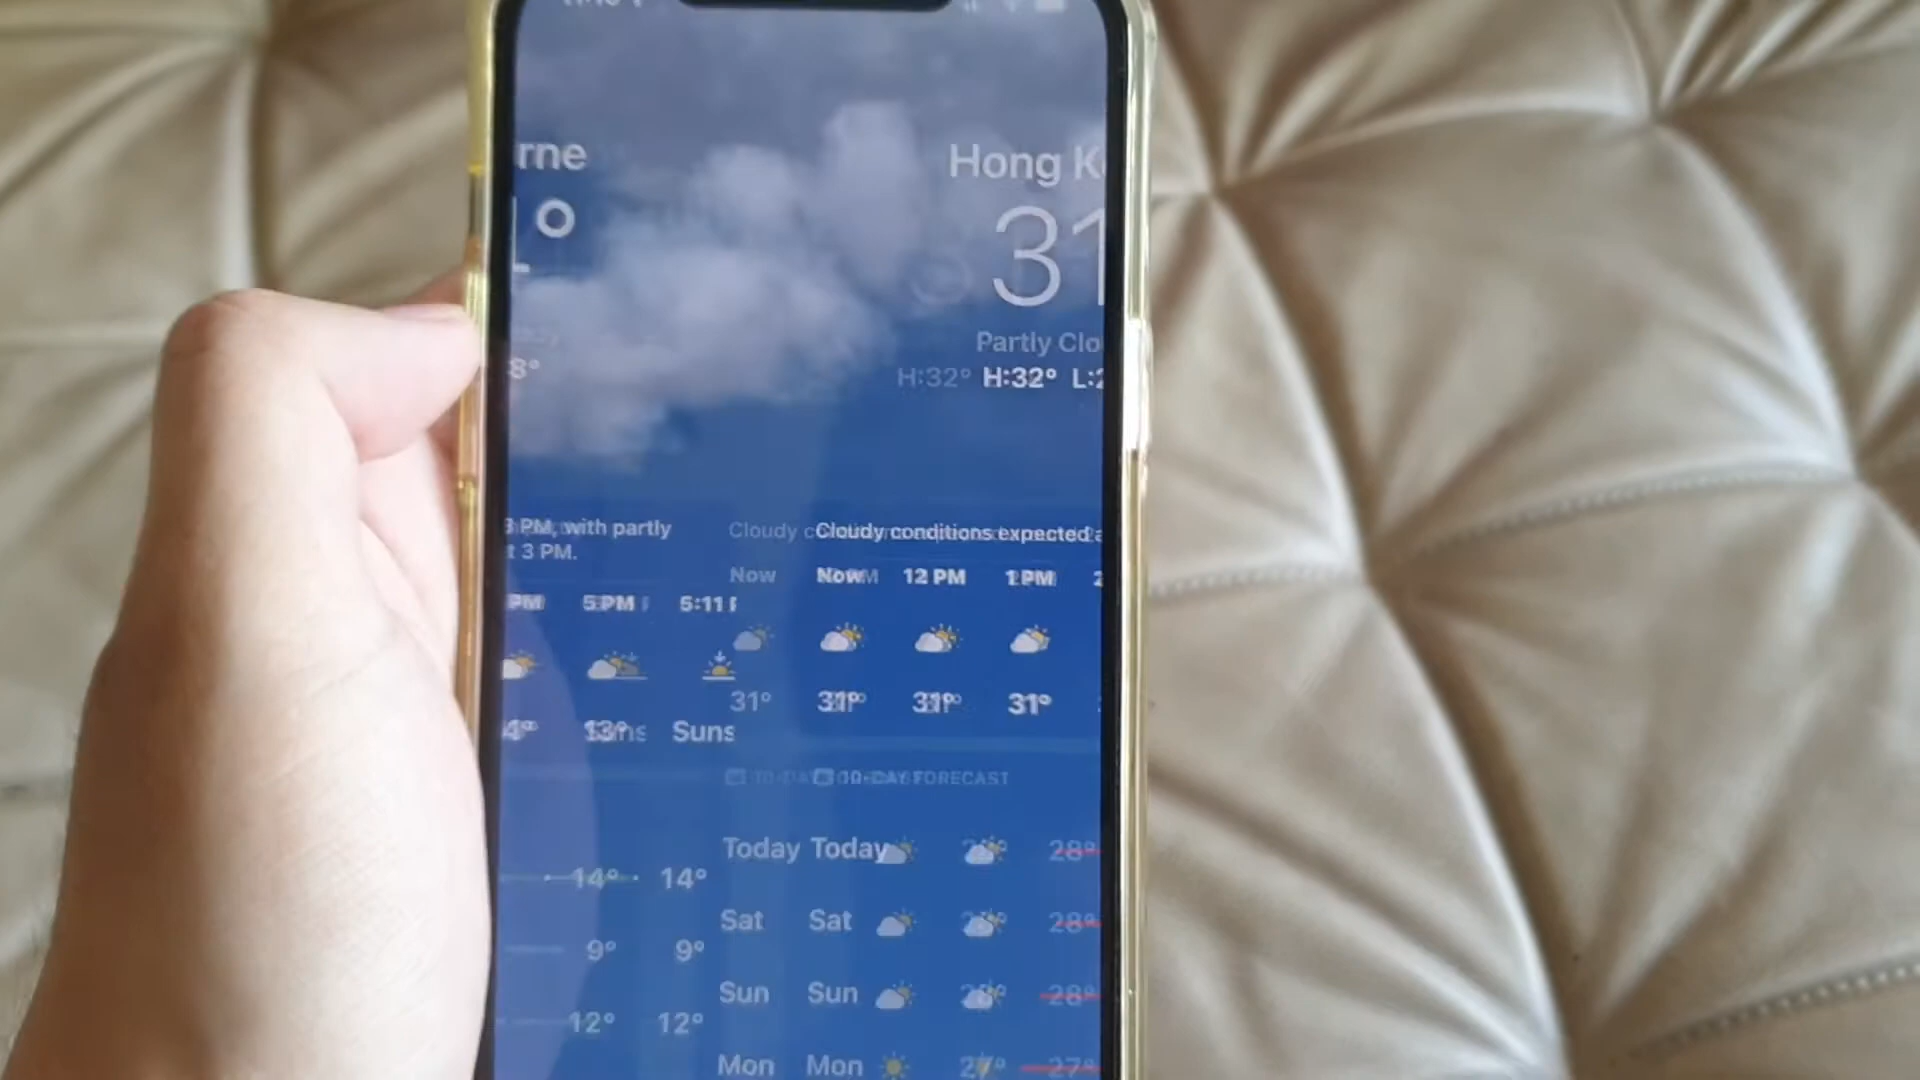 rne
Hong K
31
Partly Clo
8°
H:32° H:32° L:2
3 PM, with partly
t 3 PM.
Cloudy Cloudy conditions expected a
Now Now 12 PM 1 PM 2
PM 5 PM 5:11 P
31° 31° 31° 31°
4° 13° Suns
10-DAY FORECAST
Today Today 28°
14° 14°
Sat Sat 28°
9° 9°
Sun Sun 28°
12° 12°
Mon Mon 27° 27°